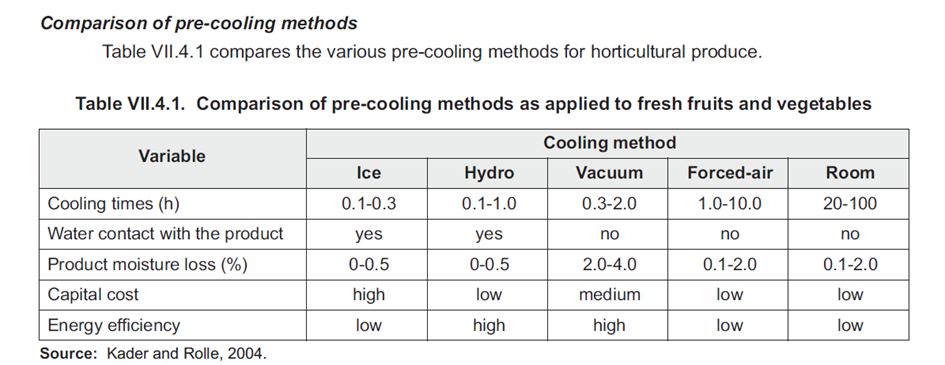 Comparison of pre-cooling methods
Table VII.4.1 compares the various pre-cooling methods for horticultural produce.
Table VII.4.1. Comparison of pre-cooling methods as applied to fresh fruits and vegetables
Variable Cooling method
Ice Hydro Vacuum Forced-air Room
Cooling times (h) 0.1-0.3 0.1-1.0 0.3-2.0 1.0-10.0 20-100
Water contact with the product yes yes no no no
Product moisture loss (%) 0-0.5 0-0.5 2.0-4.0 0.1-2.0 0.1-2.0
Capital cost high low medium low low
Energy efficiency low high high low low
Source: Kader and Rolle, 2004.